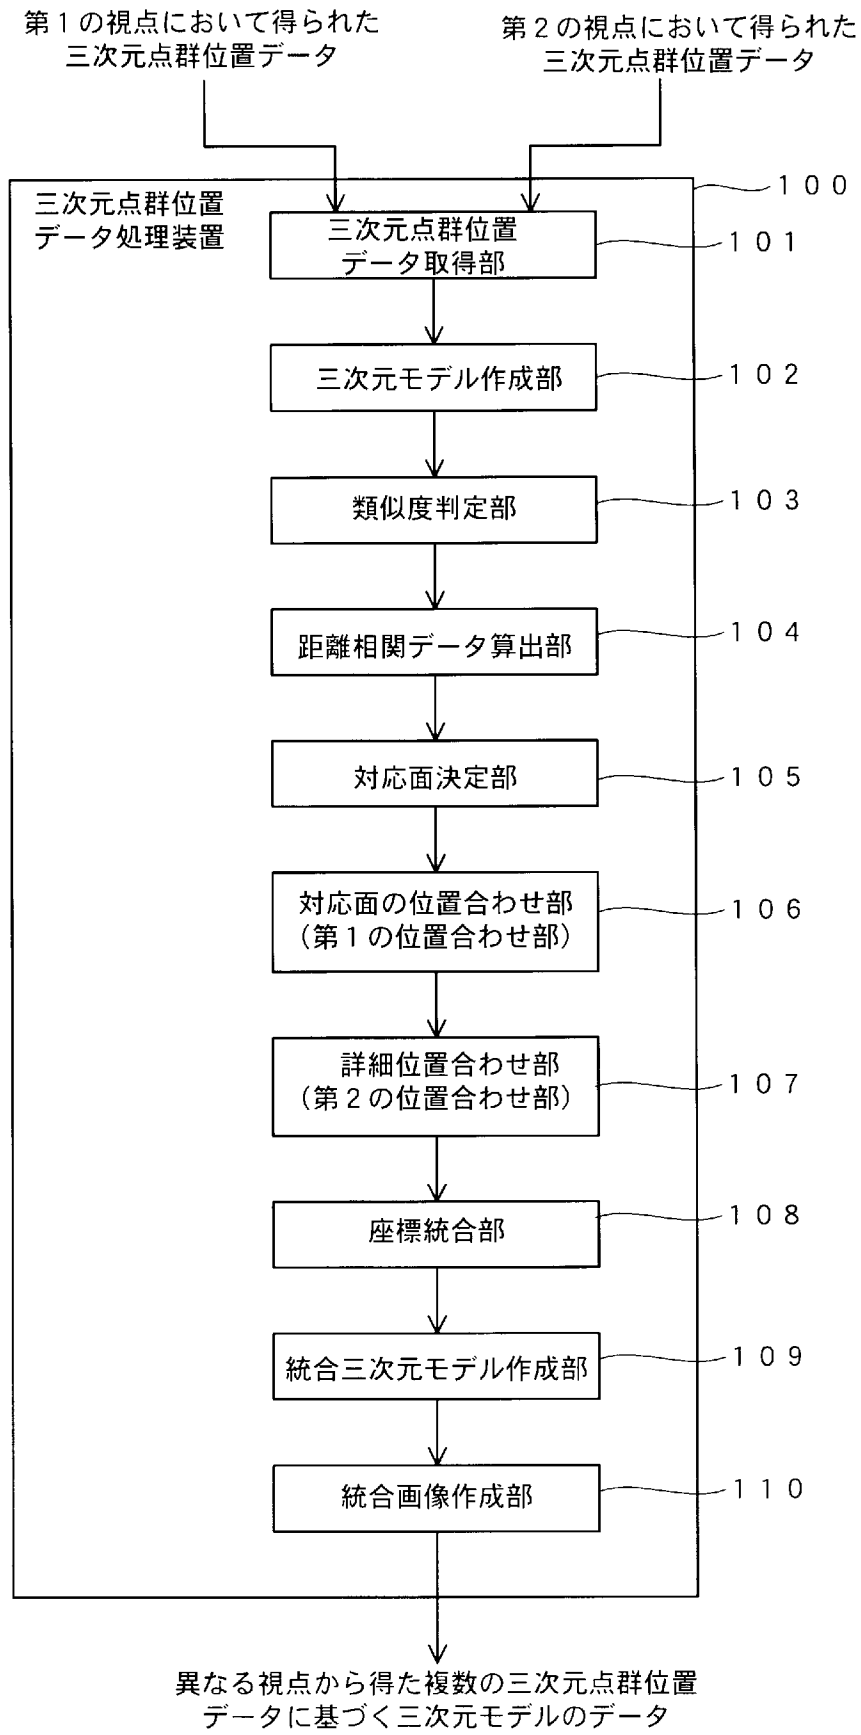 第１の視点において得られた
三次元点群位置データ
第２の視点において得られた
三次元点群位置データ
１００
三次元点群位置
データ処理装置
三次元点群位置
データ取得部
１０１
三次元モデル作成部
１０２
類似度判定部
１０３
距離相関データ算出部
１０４
対応面決定部
１０５
対応面の位置合わせ部
（第１の位置合わせ部）
１０６
詳細位置合わせ部
（第２の位置合わせ部）
１０７
座標統合部
１０８
統合三次元モデル作成部
１０９
統合画像作成部
１１０
異なる視点から得た複数の三次元点群位置
データに基づく三次元モデルのデータ